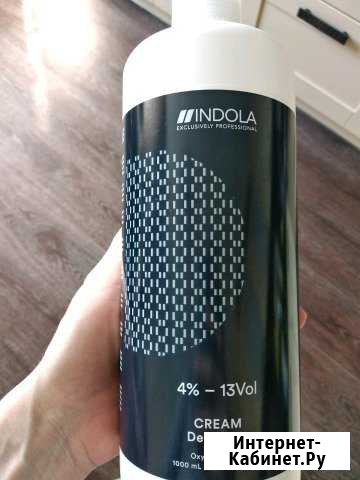 INDOLA
EXCLUSIVELY PROFESSIONAL
4% – 13Vol
CREAM
1000 mL
Интернет-
Кабинет.Ру